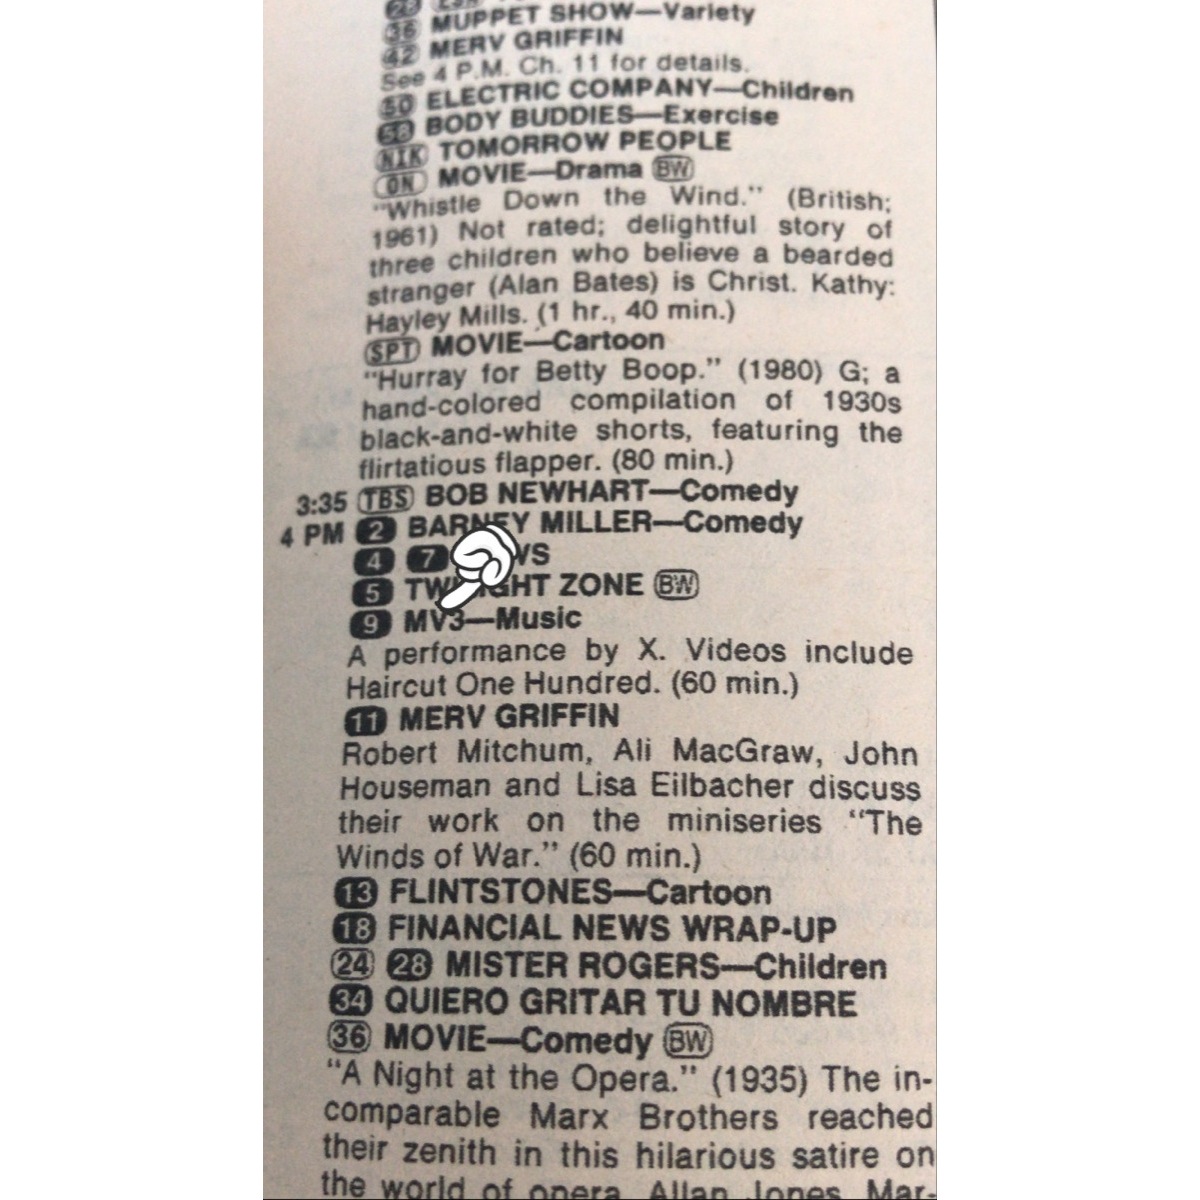 36 MUPPET SHOW—Variety
42 MERV GRIFFIN
See 4 P.M. Ch. 11 for details.
50 ELECTRIC COMPANY—Children
58 BODY BUDDIES—Exercise
NIK TOMORROW PEOPLE
ON MOVIE—Drama BW
"Whistle Down the Wind." (British;
1961) Not rated; delightful story of
three children who believe a bearded
stranger (Alan Bates) is Christ. Kathy:
Hayley Mills. (1 hr., 40 min.)
SPT MOVIE—Cartoon
"Hurray for Betty Boop." (1980) G; a
hand-colored compilation of 1930s
black-and-white shorts, featuring the
flirtatious flapper. (80 min.)
3:35 TBS BOB NEWHART—Comedy
4 PM 2 BARNEY MILLER—Comedy
4 7
5 ZONE BW
9 MV3—Music
A performance by X. Videos include
Haircut One Hundred. (60 min.)
11 MERV GRIFFIN
Robert Mitchum, Ali MacGraw, John
Houseman and Lisa Eilbacher discuss
their work on the miniseries "The
Winds of War." (60 min.)
13 FLINTSTONES—Cartoon
18 FINANCIAL NEWS WRAP-UP
24 28 MISTER ROGERS—Children
34 QUIERO GRITAR TU NOMBRE
36 MOVIE—Comedy BW
"A Night at the Opera." (1935) The in-
comparable Marx Brothers reached
their zenith in this hilarious satire on
the world of opera. Allan Jones, Mar-